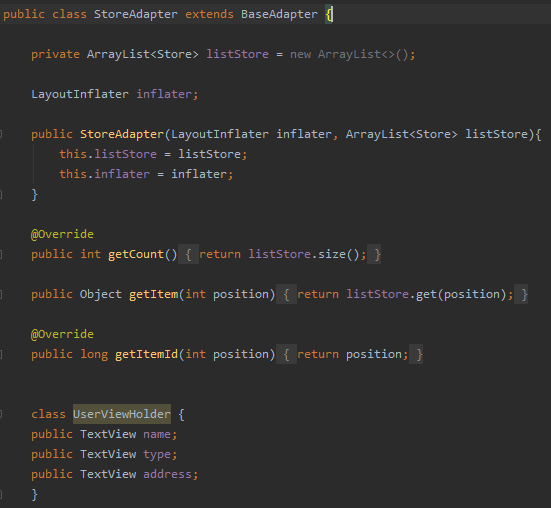 public class StoreAdapter extends BaseAdapter {
private ArrayList<Store> listStore = new ArrayList<>();
LayoutInflater inflater;
public StoreAdapter(LayoutInflater inflater, ArrayList<Store> listStore){
this.listStore = listStore;
this.inflater = inflater;
}
@Override
public int getCount() { return listStore.size(); }
public Object getItem(int position) { return listStore.get(position); }
@Override
public long getItemId(int position) { return position; }
class UserViewHolder {
public TextView name;
public TextView type;
public TextView address;
}